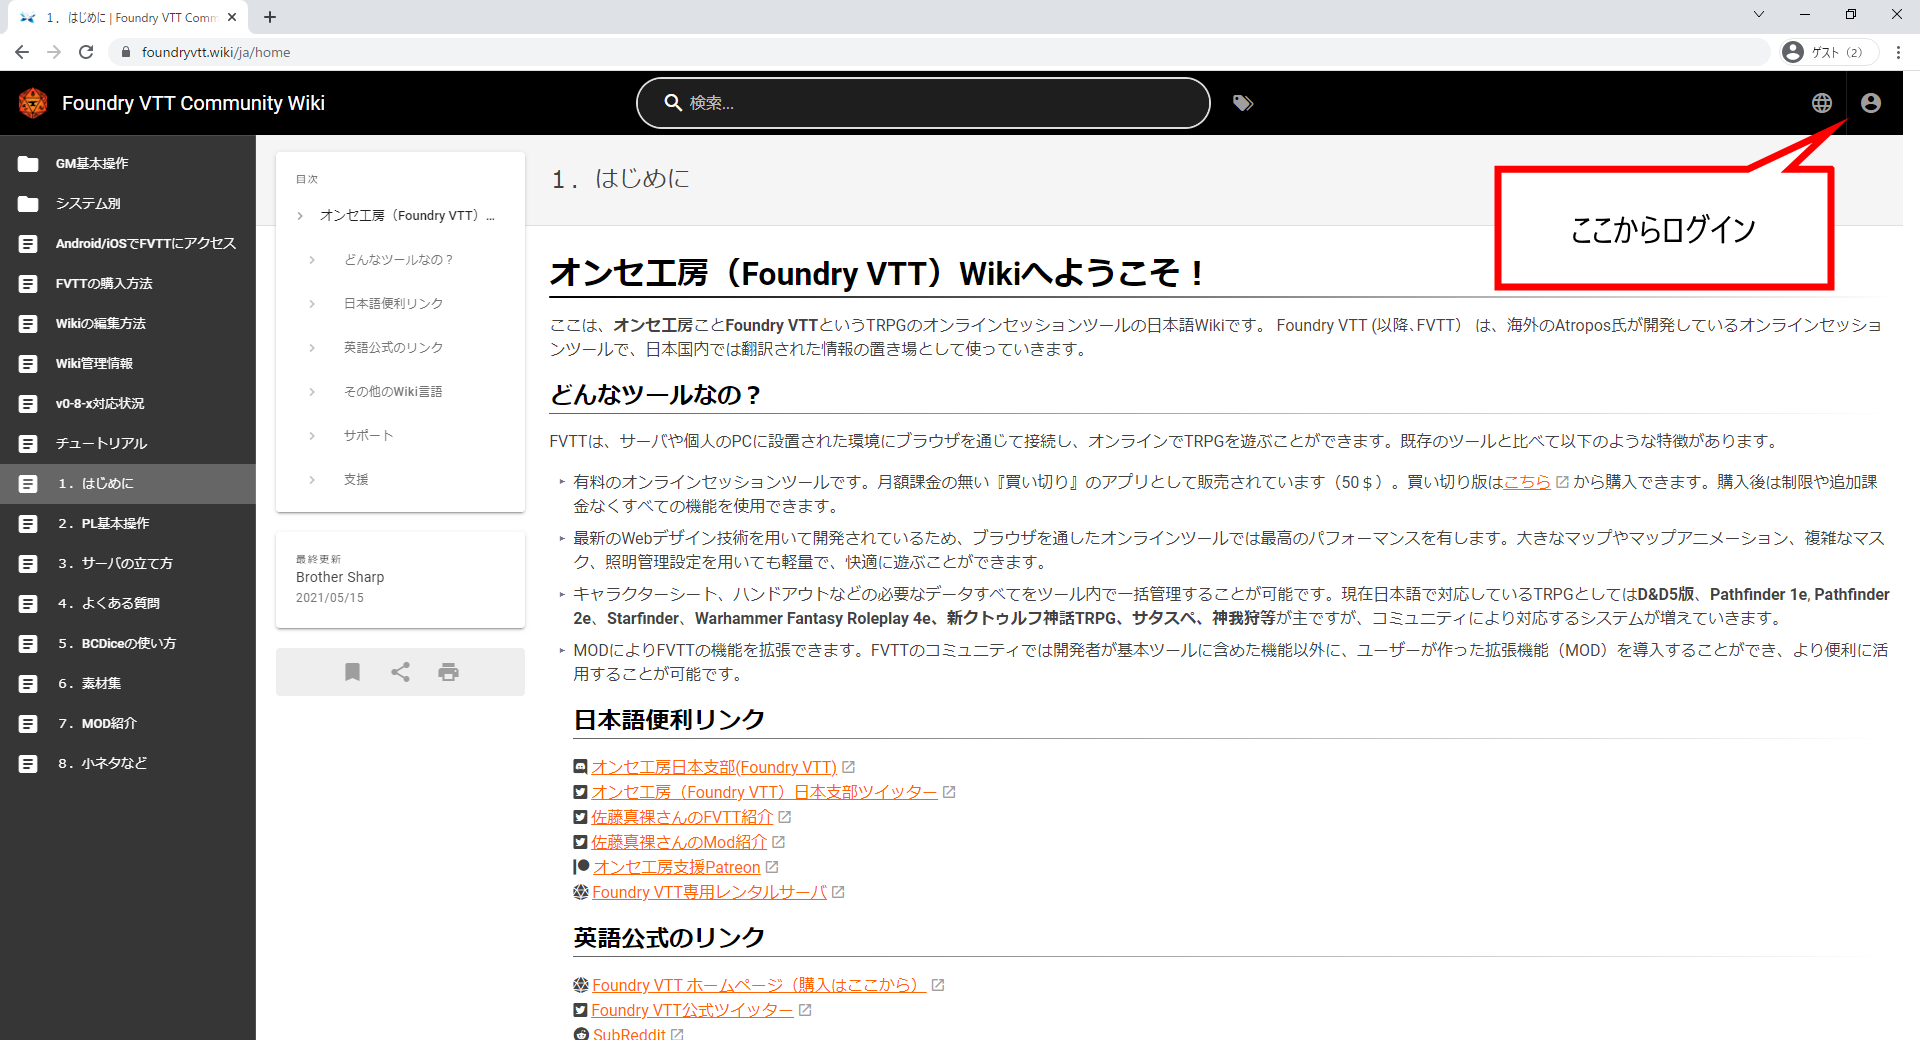 １．はじめに | Foundry VTT Comm
foundryvtt.wiki/ja/home
ゲスト（2）
Foundry VTT Community Wiki
検索...
GM基本操作
システム別
Android/iOSでFVTTにアクセス
FVTTの購入方法
Wikiの編集方法
Wiki管理情報
v0-8-x対応状況
チュートリアル
１．はじめに
２．PL基本操作
３．サーバの立て方
４．よくある質問
５．BCDiceの使い方
６．素材集
７．MOD紹介
８．小ネタなど
目次
オンセ工房（Foundry VTT）...
どんなツールなの？
日本語便利リンク
英語公式のリンク
その他のWiki言語
サポート
支援
最終更新
Brother Sharp
2021/05/15
１．はじめに
ここからログイン
オンセ工房（Foundry VTT）Wikiへようこそ！
ここは、オンセ工房ことFoundry VTTというTRPGのオンラインセッションツールの日本語Wikiです。 Foundry VTT (以降､FVTT） は、海外のAtropos氏が開発しているオンラインセッショ
ンツールで、日本国内では翻訳された情報の置き場として使っていきます。
どんなツールなの？
FVTTは、サーバや個人のPCに設置された環境にブラウザを通じて接続し、オンラインでTRPGを遊ぶことができます。既存のツールと比べて以下のような特徴があります。
有料のオンラインセッションツールです。月額課金の無い『買い切り』のアプリとして販売されています（50＄）。買い切り版はこちら から購入できます。購入後は制限や追加課
金なくすべての機能を使用できます。
最新のWebデザイン技術を用いて開発されているため、ブラウザを通したオンラインツールでは最高のパフォーマンスを有します。大きなマップやマップアニメーション、複雑なマス
ク、照明管理設定を用いても軽量で、快適に遊ぶことができます。
キャラクターシート、ハンドアウトなどの必要なデータすべてをツール内で一括管理することが可能です。現在日本語で対応しているTRPGとしてはD&D5版、Pathfinder 1e, Pathfinder
2e、Starfinder、Warhammer Fantasy Roleplay 4e、新クトゥルフ神話TRPG、サタスペ、神我狩等が主ですが、コミュニティにより対応するシステムが増えていきます。
MODによりFVTTの機能を拡張できます。FVTTのコミュニティでは開発者が基本ツールに含めた機能以外に、ユーザーが作った拡張機能（MOD）を導入することができ、より便利に活
用することが可能です。
日本語便利リンク
オンセ工房日本支部(Foundry VTT)
オンセ工房（Foundry VTT）日本支部ツイッター
佐藤真裸さんのFVTT紹介
佐藤真裸さんのMod紹介
オンセ工房支援Patreon
Foundry VTT専用レンタルサーバ
英語公式のリンク
Foundry VTT ホームページ（購入はここから）
Foundry VTT公式ツイッター
SubReddit